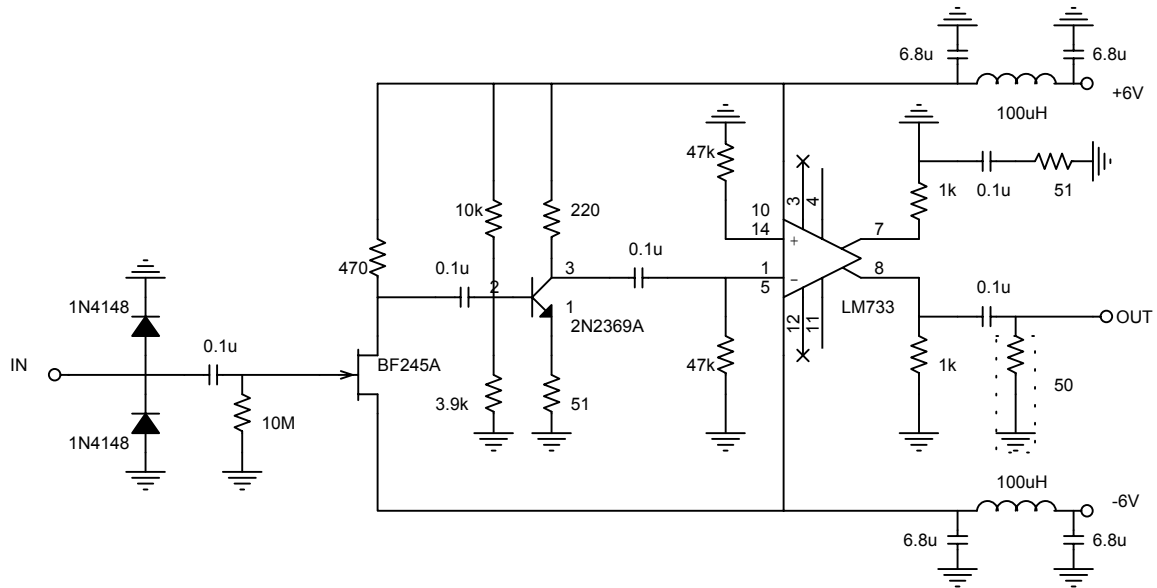 6.8u
6.8u
+6V
100uH
47k
3
4
1k
0.1u
51
10k
220
10
14
+
7
470
0.1u
2
3
0.1u
1
5
−
8
0.1u
1N4148
1
2N2369A
12
11
LM733
OUT
0.1u
IN
BF245A
47k
1k
50
10M
3.9k
51
1N4148
100uH
-6V
6.8u
6.8u